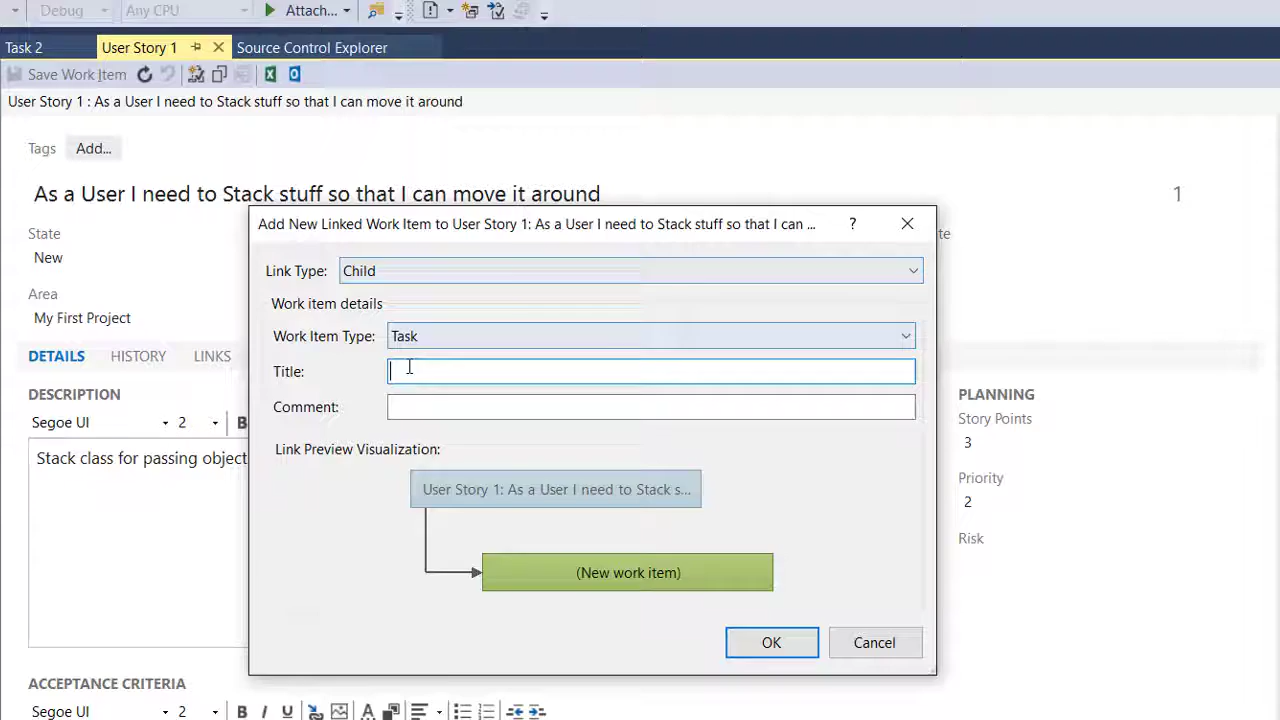 Debug Any CPU Attach...
Task 2 User Story 1 Source Control Explorer
Save Work Item
User Story 1 : As a User I need to Stack stuff so that I can move it around
Tags Add...
As a User I need to Stack stuff so that I can move it around 1
State
New
Area
My First Project
DETAILS HISTORY LINKS
DESCRIPTION
Segoe UI 2 B
Stack class for passing object
ACCEPTANCE CRITERIA
Segoe UI 2 B I U A
Add New Linked Work Item to User Story 1: As a User I need to Stack stuff so that I can ... ?
Link Type: Child
Work item details
Work Item Type: Task
Title:
Comment:
Link Preview Visualization:
User Story 1: As a User I need to Stack s...
(New work item)
OK Cancel
PLANNING
Story Points
3
Priority
2
Risk